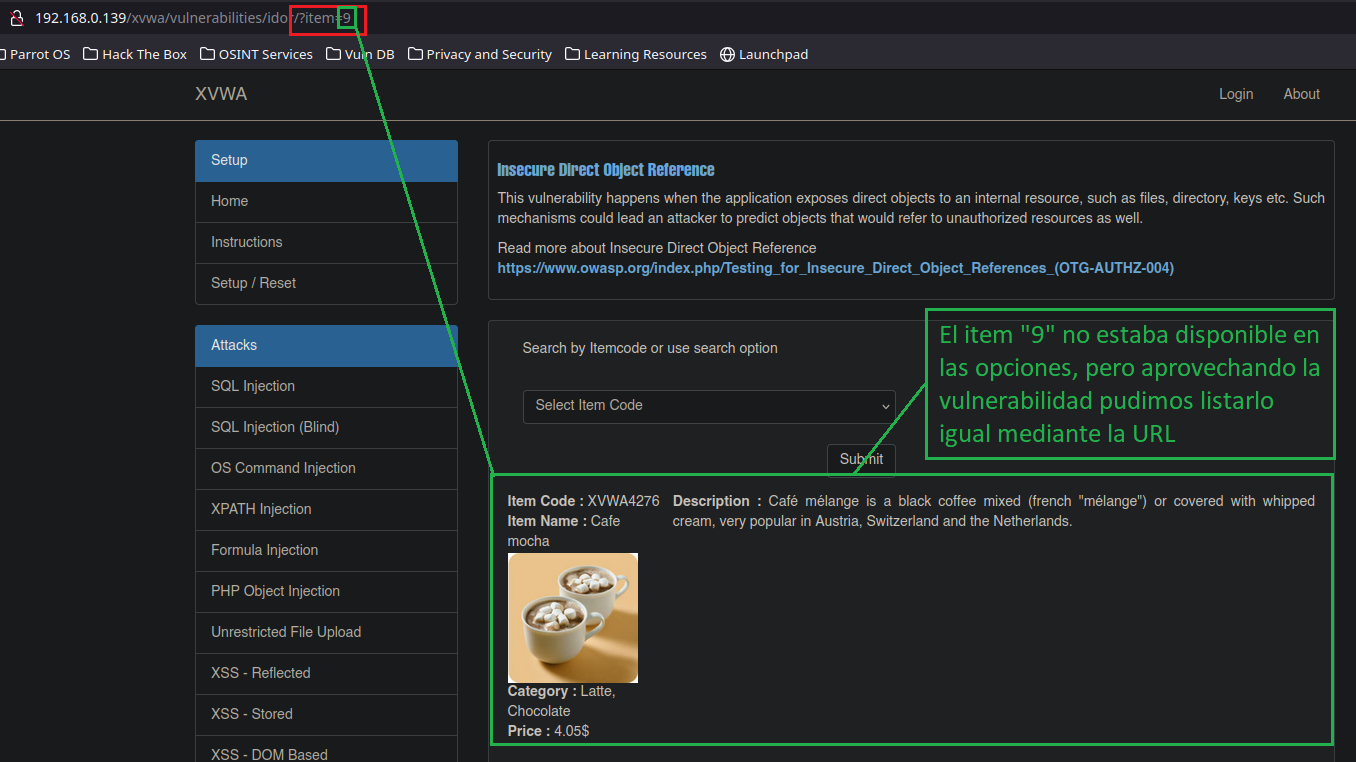 192.168.0.139/xvwa/vulnerabilities/idor/?item=9
Parrot OS Hack The Box OSINT Services Vuln DB Privacy and Security Learning Resources Launchpad
XVWA Login About
Setup
Home
Instructions
Setup / Reset
Attacks
SQL Injection
SQL Injection (Blind)
OS Command Injection
XPATH Injection
Formula Injection
PHP Object Injection
Unrestricted File Upload
XSS - Reflected
XSS - Stored
XSS - DOM Based
Insecure Direct Object Reference
This vulnerability happens when the application exposes direct objects to an internal resource, such as files, directory, keys etc. Such
mechanisms could lead an attacker to predict objects that would refer to unauthorized resources as well.
Read more about Insecure Direct Object Reference
https://www.owasp.org/index.php/Testing_for_Insecure_Direct_Object_References_(OTG-AUTHZ-004)
Search by Itemcode or use search option
Select Item Code
Submit
El item "9" no estaba disponible en
las opciones, pero aprovechando la
vulnerabilidad pudimos listarlo
igual mediante la URL
Item Code : XVWA4276
Item Name : Cafe
mocha
Category : Latte,
Chocolate
Price : 4.05$
Description : Café mélange is a black coffee mixed (french "mélange") or covered with whipped
cream, very popular in Austria, Switzerland and the Netherlands.